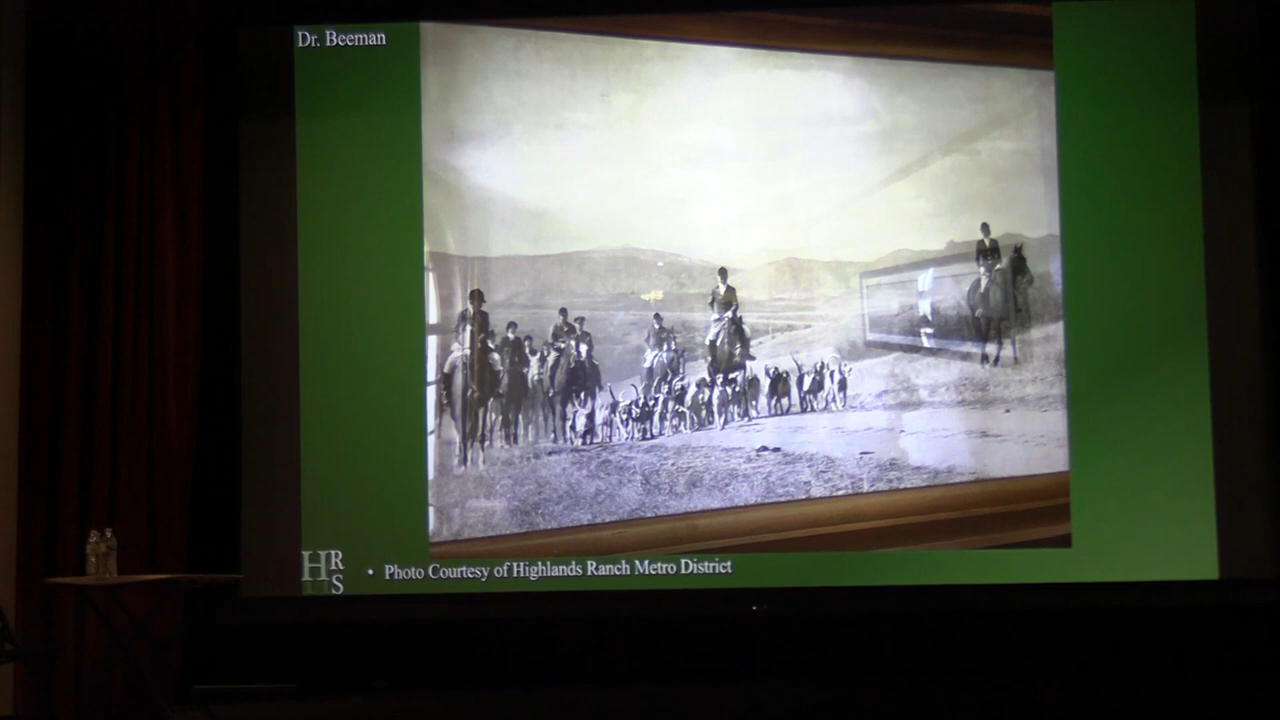 Dr. Beeman
HRS
• Photo Courtesy of Highlands Ranch Metro District